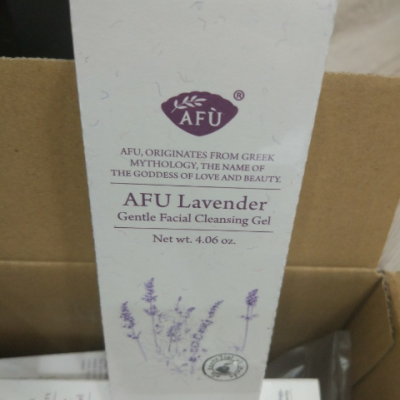 AFÙ®
AFU, ORIGINATES FROM GREEK
MYTHOLOGY, THE NAME OF
THE GODDESS OF LOVE AND BEAUTY.
AFU Lavender
Gentle Facial Cleansing Gel
Net wt. 4.06 oz.